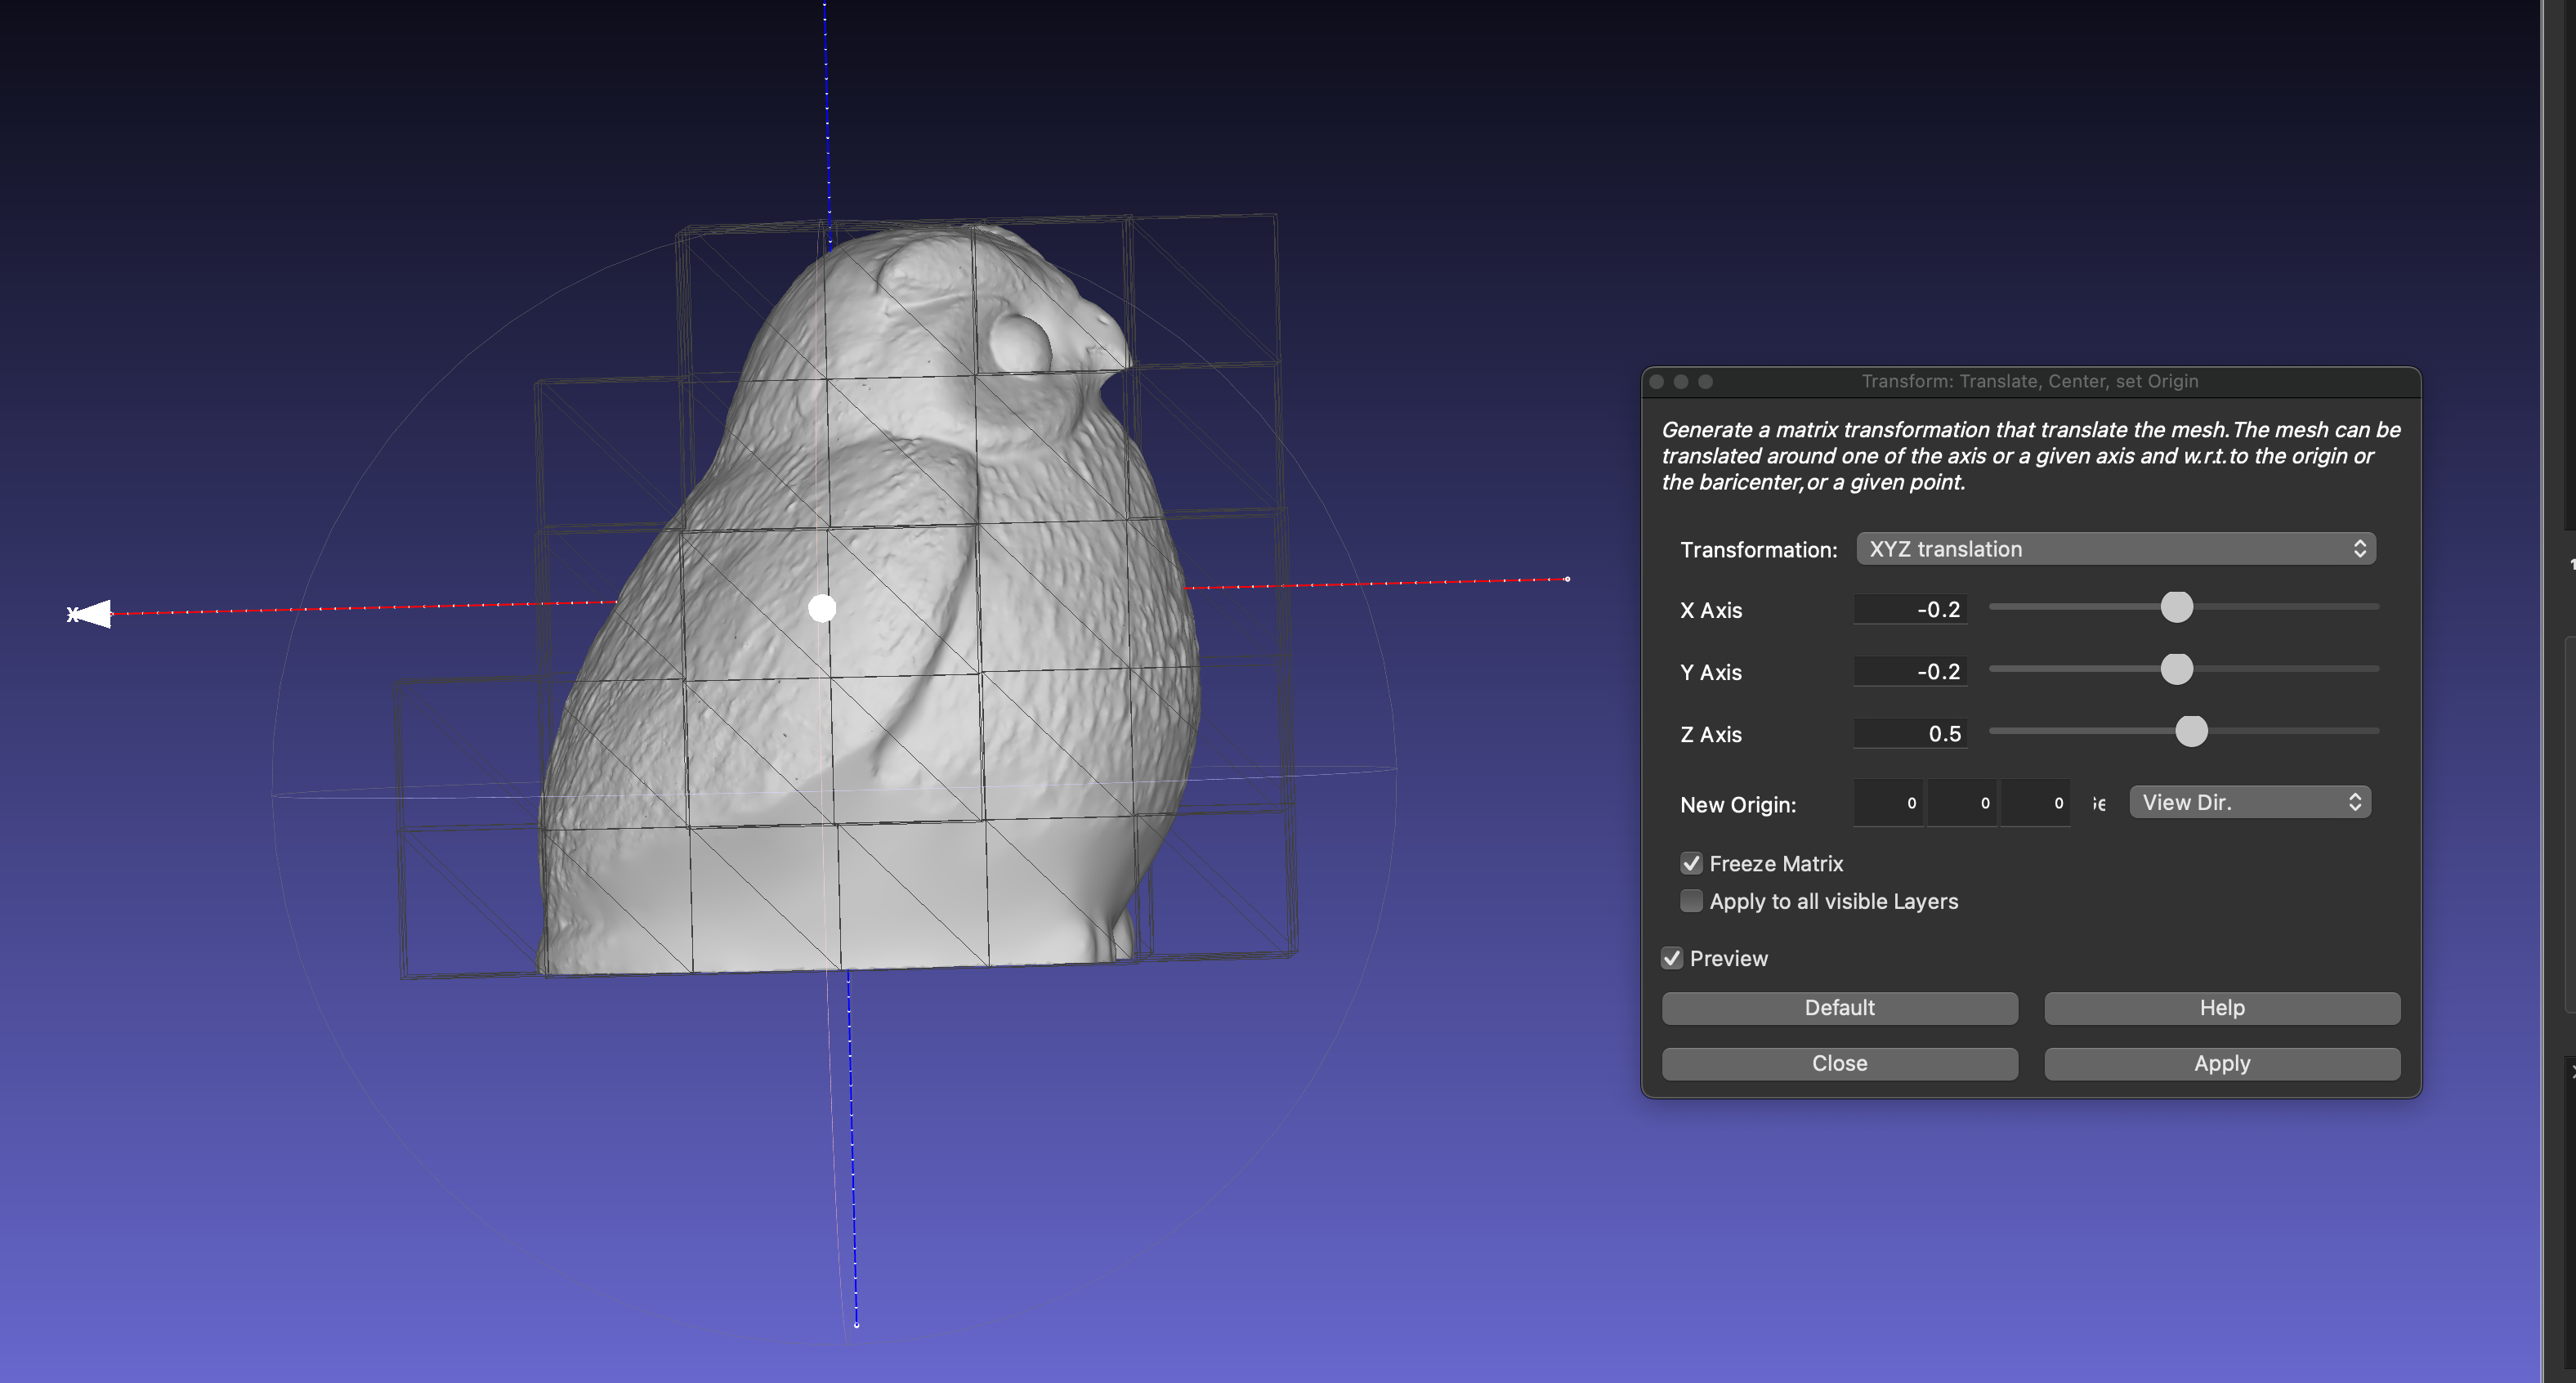 X
Transform: Translate, Center, set Origin
Generate a matrix transformation that translate the mesh.The mesh can be
translated around one of the axis or a given axis and w.r.t.to the origin or
the baricenter,or a given point.
Transformation: XYZ translation
X Axis -0.2
Y Axis -0.2
Z Axis 0.5
New Origin: 0 0 0 View Dir.
Freeze Matrix
Apply to all visible Layers
Preview
Default Help
Close Apply